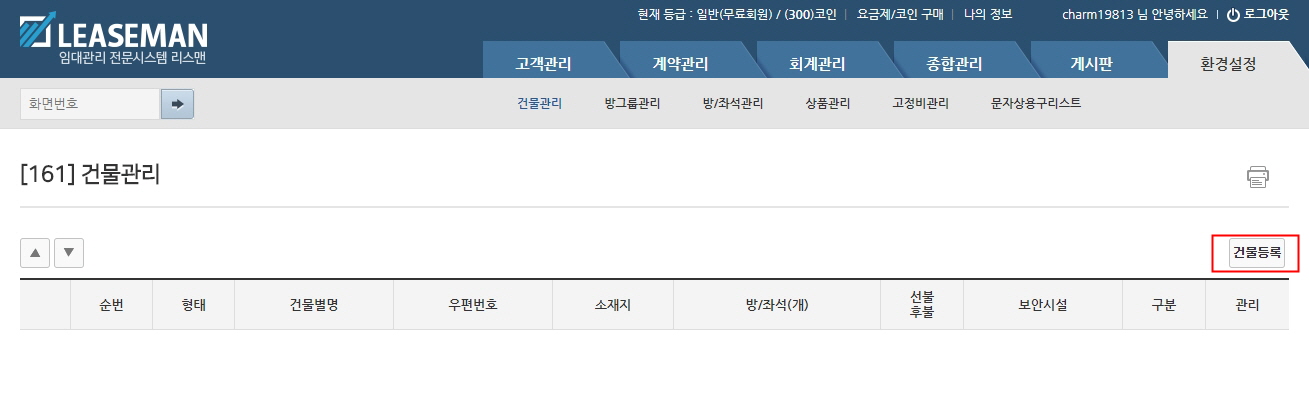 현재 등급 : 일반(무료회원) / (300)코인 | 요금제/코인 구매 | 나의 정보 charm19813 님 안녕하세요 | 로그아웃
LEASEMAN
임대관리 전문시스템 리스맨
고객관리 계약관리 회계관리 종합관리 게시판 환경설정
화면번호 건물관리 방그룹관리 방/좌석관리 상품관리 고정비관리 문자상용구리스트
[161] 건물관리
▲ ▼ 건물등록
순번 형태 건물별명 우편번호 소재지 방/좌석(개) 선불 보안시설 구분 관리
후불